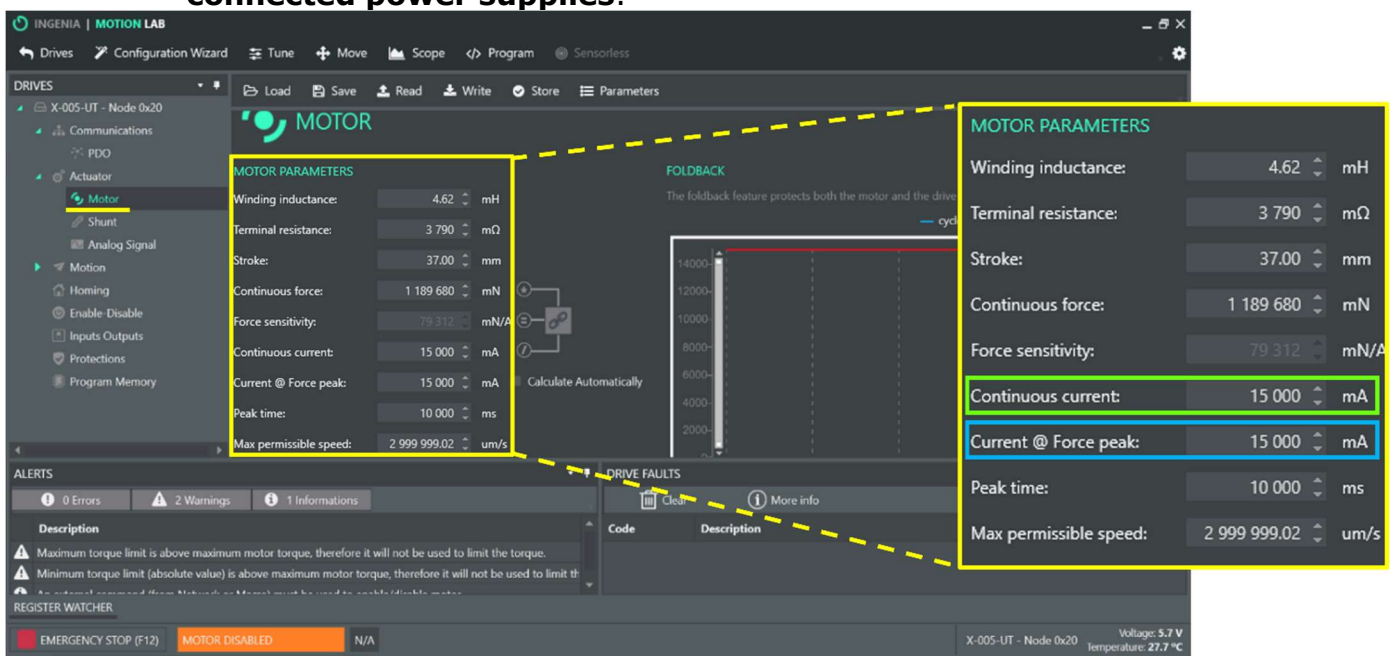 connected power supplies.
INGENIA | MOTION LAB
Drives Configuration Wizard Tune Move Scope </> Program Sensorless
DRIVES
X-005-UT - Node 0x20
Communications
PDO
Actuator
Motor
Shunt
Analog Signal
Motion
Homing
Enable-Disable
Inputs Outputs
Protections
Program Memory
Load Save Read Write Store Parameters
MOTOR
MOTOR PARAMETERS
Winding inductance: 4.62 mH
Terminal resistance: 3 790 mΩ
Stroke: 37.00 mm
Continuous force: 1 189 680 mN
Force sensitivity: 79 312 mN/A
Continuous current: 15 000 mA
Current @ Force peak: 15 000 mA
Calculate Automatically
Peak time: 10 000 ms
Max permissible speed: 2 999 999.02 um/s
FOLDBACK
The foldback feature protects both the motor and the drive
cycl
14000
12000
10000
8000
6000
4000
2000
MOTOR PARAMETERS
Winding inductance: 4.62 mH
Terminal resistance: 3 790 mΩ
Stroke: 37.00 mm
Continuous force: 1 189 680 mN
Force sensitivity: 79 312 mN/A
Continuous current: 15 000 mA
Current @ Force peak: 15 000 mA
Peak time: 10 000 ms
Max permissible speed: 2 999 999.02 um/s
ALERTS
0 Errors 2 Warnings 1 Informations
Description
Maximum torque limit is above maximum motor torque, therefore it will not be used to limit the torque.
Minimum torque limit (absolute value) is above maximum motor torque, therefore it will not be used to limit th
DRIVE FAULTS
Clear More info
Code Description
REGISTER WATCHER
EMERGENCY STOP (F12) MOTOR DISABLED N/A
X-005-UT - Node 0x20
Voltage: 5.7 V
Temperature: 27.7 ºC